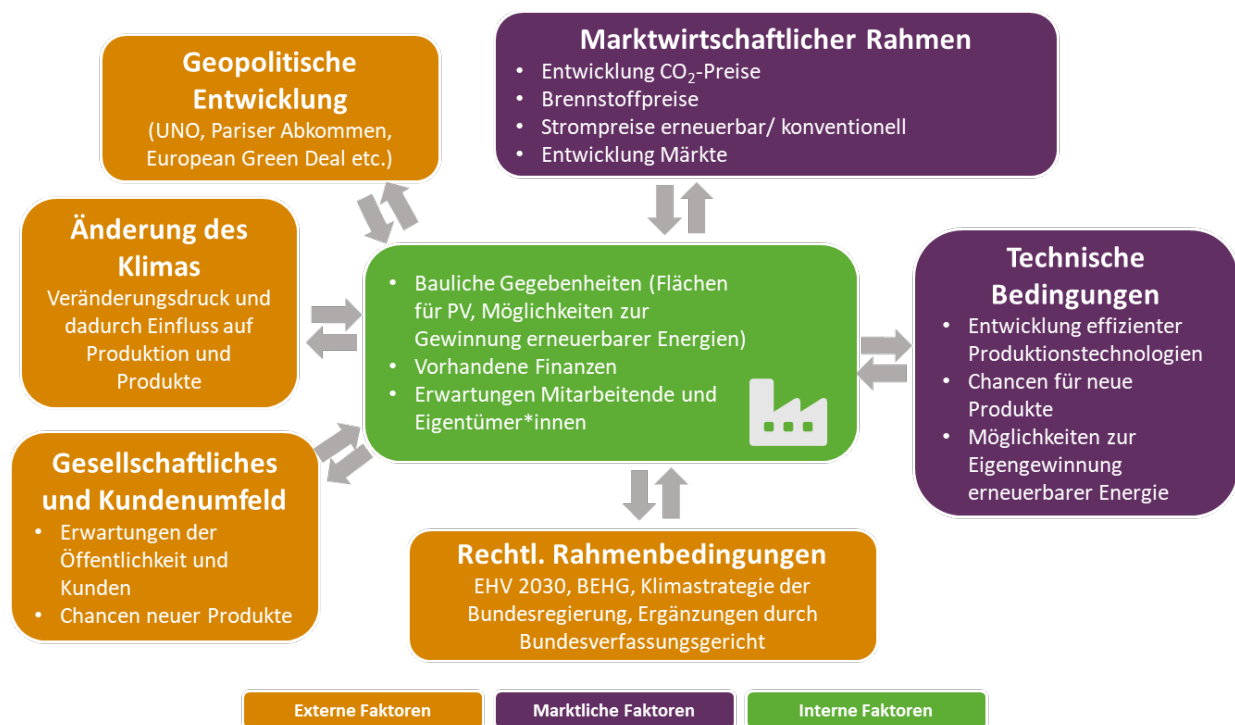 Geopolitische
Entwicklung
(UNO, Pariser Abkommen,
European Green Deal etc.)
Marktwirtschaftlicher Rahmen
• Entwicklung CO₂-Preise
• Brennstoffpreise
• Strompreise erneuerbar/ konventionell
• Entwicklung Märkte
Änderung des
Klimas
Veränderungsdruck und
dadurch Einfluss auf
Produktion und
Produkte
• Bauliche Gegebenheiten (Flächen
für PV, Möglichkeiten zur
Gewinnung erneuerbarer Energien)
• Vorhandene Finanzen
• Erwartungen Mitarbeitende und
Eigentümer*innen
Technische
Bedingungen
• Entwicklung effizienter
Produktionstechnologien
• Chancen für neue
Produkte
• Möglichkeiten zur
Eigengewinnung
erneuerbarer Energie
Gesellschaftliches
und Kundenumfeld
• Erwartungen der
Öffentlichkeit und
Kunden
• Chancen neuer Produkte
Rechtl. Rahmenbedingungen
EHV 2030, BEHG, Klimastrategie der
Bundesregierung, Ergänzungen durch
Bundesverfassungsgericht
Externe Faktoren
Marktliche Faktoren
Interne Faktoren